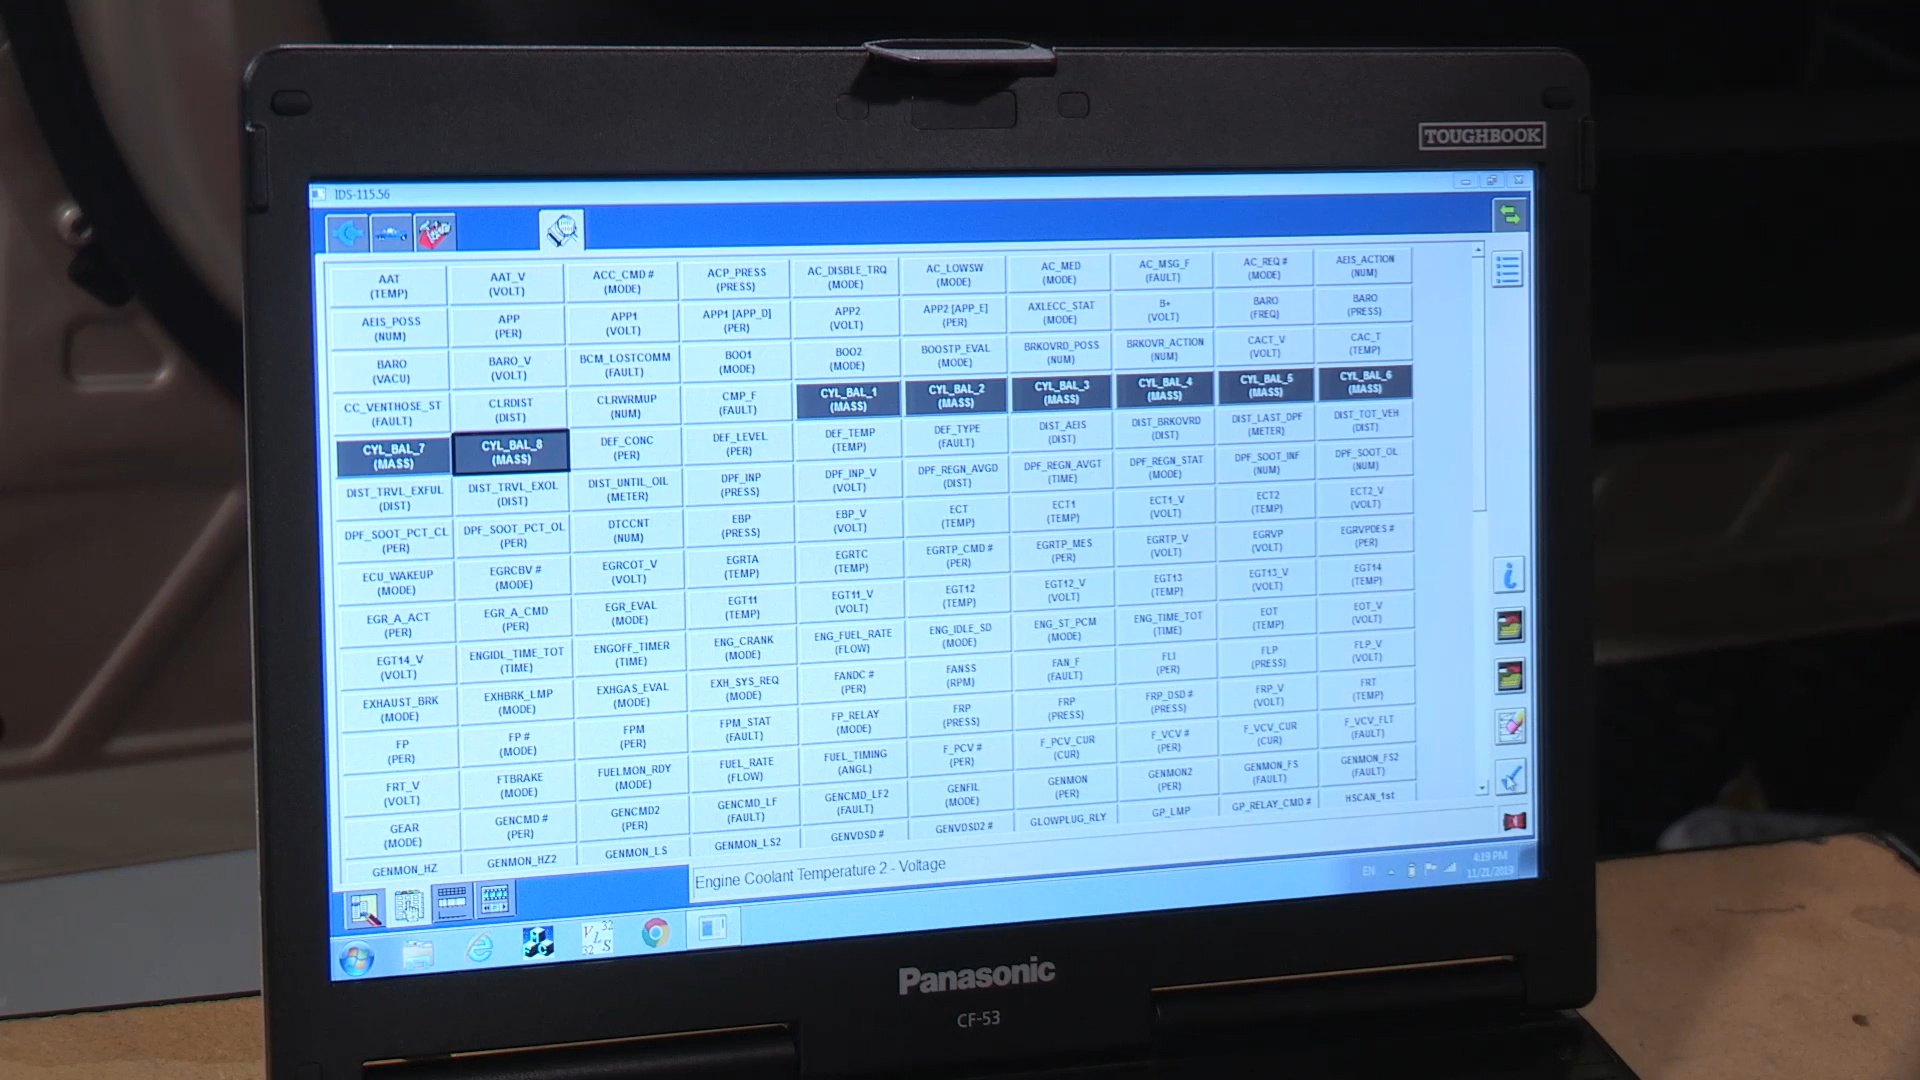 TOUGHBOOK
IDS-115.56
AAT AAT_V ACC_CMD # ACP_PRESS AC_DISBLE_TRQ AC_LOWSW AC_MED AC_MSG_F AC_REQ # AEIS_ACTION
(TEMP) (VOLT) (MODE) (PRESS) (MODE) (MODE) (MODE) (FAULT) (MODE) (NUM)
AEIS_POSS APP APP1 APP1 [APP_D] APP2 APP2 [APP_E] AXLECC_STAT B+ BARO BARO
(NUM) (PER) (VOLT) (PER) (VOLT) (PER) (MODE) (VOLT) (FREQ) (PRESS)
BARO BARO_V BCM_LOSTCOMM BOO1 BOO2 BOOSTP_EVAL BRKOVRD_POSS BRKOVR_ACTION CACT_V CAC_T
(VACU) (VOLT) (FAULT) (MODE) (MODE) (MODE) (NUM) (NUM) (VOLT) (TEMP)
CC_VENTHOSE_ST CLRDIST CLRWRMUP CMP_F CYL_BAL_1 CYL_BAL_2 CYL_BAL_3 CYL_BAL_4 CYL_BAL_5 CYL_BAL_6
(FAULT) (DIST) (NUM) (FAULT) (MASS) (MASS) (MASS) (MASS) (MASS) (MASS)
CYL_BAL_7 CYL_BAL_8 DEF_CONC DEF_LEVEL DEF_TEMP DEF_TYPE DIST_AEIS DIST_BRKOVRD DIST_LAST_DPF DIST_TOT_VEH
(MASS) (MASS) (PER) (PER) (TEMP) (FAULT) (DIST) (DIST) (METER) (DIST)
DIST_TRVL_EXFUL DIST_TRVL_EXOL DIST_UNTIL_OIL DPF_INP DPF_INP_V DPF_REGN_AVGD DPF_REGN_AVGT DPF_REGN_STAT DPF_SOOT_INF DPF_SOOT_OL
(DIST) (DIST) (METER) (PRESS) (VOLT) (DIST) (TIME) (MODE) (NUM) (NUM)
DPF_SOOT_PCT_CL DPF_SOOT_PCT_OL DTCCNT EBP EBP_V ECT ECT1 ECT1_V ECT2 ECT2_V
(PER) (PER) (NUM) (PRESS) (VOLT) (TEMP) (TEMP) (VOLT) (TEMP) (VOLT)
ECU_WAKEUP EGRCBV # EGRCOT_V EGRTA EGRTC EGRTP_CMD # EGRTP_MES EGRTP_V EGRVP EGRVPDES #
(MODE) (MODE) (VOLT) (TEMP) (TEMP) (PER) (PER) (VOLT) (VOLT) (PER)
EGR_A_ACT EGR_A_CMD EGR_EVAL EGT11 EGT11_V EGT12 EGT12_V EGT13 EGT13_V EGT14
(PER) (PER) (MODE) (TEMP) (VOLT) (TEMP) (VOLT) (TEMP) (VOLT) (TEMP)
EGT14_V ENGIDL_TIME_TOT ENGOFF_TIMER ENG_CRANK ENG_FUEL_RATE ENG_IDLE_SD ENG_ST_PCM ENG_TIME_TOT EOT EOT_V
(VOLT) (TIME) (TIME) (MODE) (FLOW) (MODE) (MODE) (TIME) (TEMP) (VOLT)
EXHAUST_BRK EXHBRK_LMP EXHGAS_EVAL EXH_SYS_REQ FANDC # FANSS FAN_F FLI FLP FLP_V
(MODE) (MODE) (MODE) (MODE) (PER) (RPM) (FAULT) (PER) (PRESS) (VOLT)
FP FP # FPM FPM_STAT FP_RELAY FRP FRP FRP_DSD # FRP_V FRT
(PER) (MODE) (PER) (FAULT) (MODE) (PRESS) (PRESS) (PRESS) (VOLT) (TEMP)
FRT_V FTBRAKE FUELMON_RDY FUEL_RATE FUEL_TIMING F_PCV # F_PCV_CUR F_VCV # F_VCV_CUR F_VCV_FLT
(VOLT) (MODE) (MODE) (FLOW) (ANGL) (PER) (CUR) (PER) (CUR) (FAULT)
GEAR GENCMD # GENCMD2 GENCMD_LF GENCMD_LF2 GENFIL GENMON GENMON2 GENMON_FS GENMON_FS2
(MODE) (PER) (PER) (FAULT) (FAULT) (MODE) (PER) (PER) (FAULT) (FAULT)
GENMON_HZ GENMON_HZ2 GENMON_LS GENMON_LS2 GENVDSD # GENVDSD2 # GLOWPLUG_RLY GP_LMP GP_RELAY_CMD # HSCAN_1st
Engine Coolant Temperature 2 - Voltage
EN 4:19 PM
11/21/2019
Panasonic
CF-53